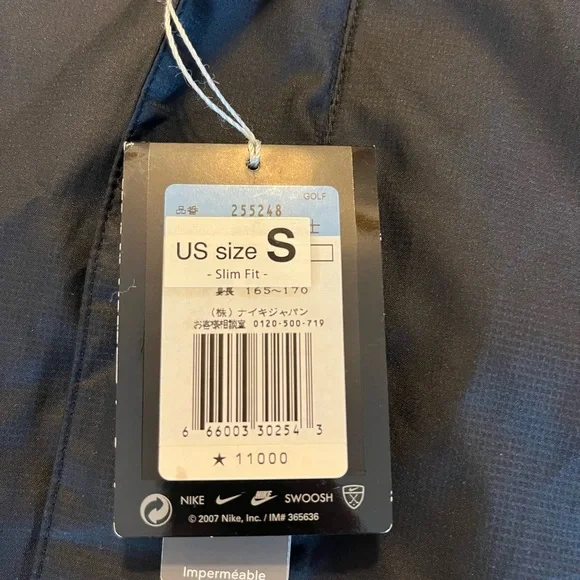 GOLF
品番 255248
US size S
- Slim Fit -
身長 165~170
(株)ナイキジャパン
お客様相談室 0120-500-719
6 66003 30254 3
★ 11000
NIKE SWOOSH
© 2007 Nike, Inc. / IM# 365636
Imperméable